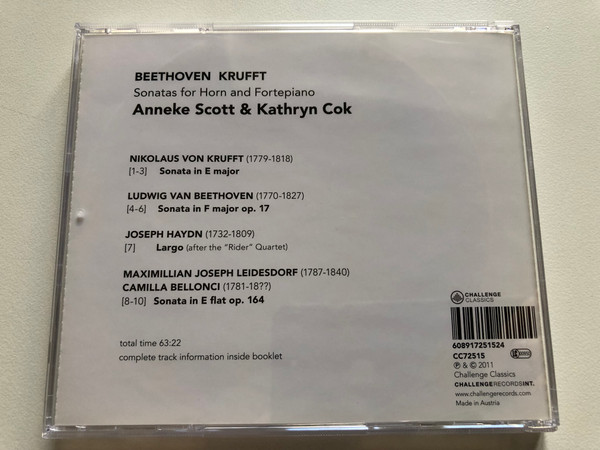 BEETHOVEN KRUFFT
Sonatas for Horn and Fortepiano
Anneke Scott & Kathryn Cok
NIKOLAUS VON KRUFFT (1779-1818)
[1-3] Sonata in E major
LUDWIG VAN BEETHOVEN (1770-1827)
[4-6] Sonata in F major op. 17
JOSEPH HAYDN (1732-1809)
[7] Largo (after the "Rider" Quartet)
MAXIMILLIAN JOSEPH LEIDESDORF (1787-1840)
CAMILLA BELLONCI (1781-18??)
[8-10] Sonata in E flat op. 164
total time 63:22
complete track information inside booklet
CHALLENGE
CLASSICS
608917251524
CC72515
℗ & © 2011
Challenge Classics
CHALLENGERECORDSINT.
www.challengerecords.com
Made in Austria